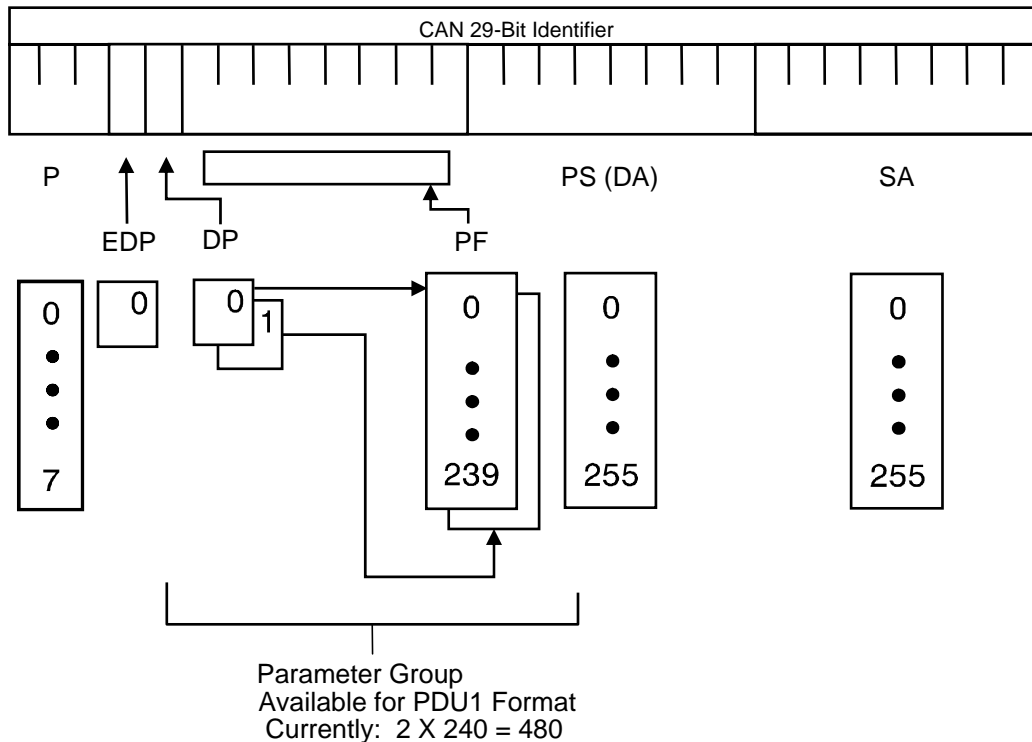 CAN 29-Bit Identifier
P
PS (DA)
SA
EDP
DP
PF
0
7
0
0
1
0
239
0
255
0
255
Parameter Group
Available for PDU1 Format
Currently: 2 X 240 = 480